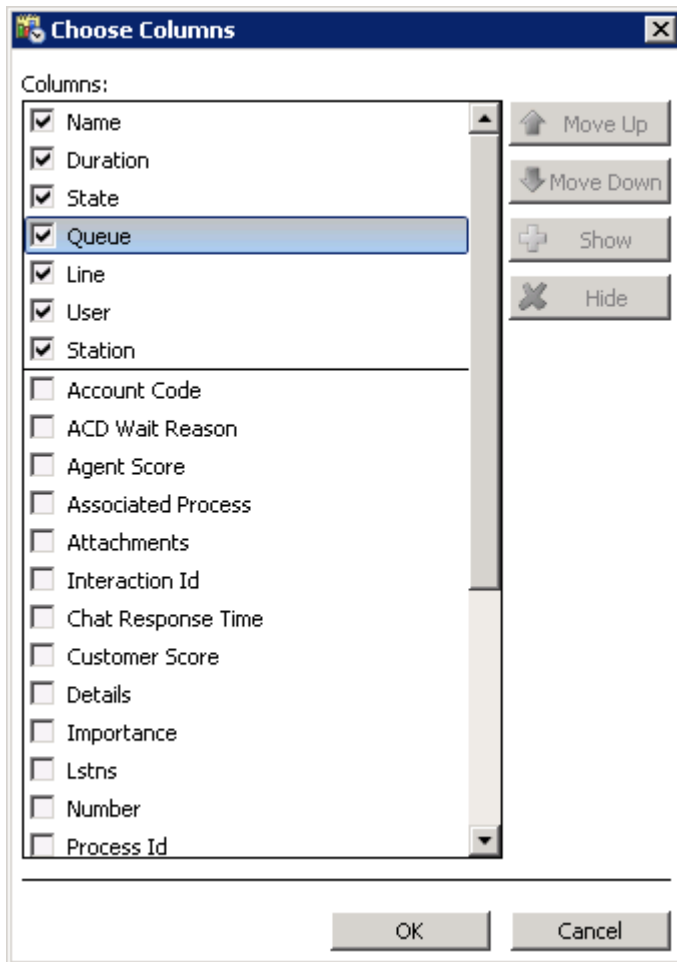 Choose Columns
Columns:
Name
Duration
State
Queue
Line
User
Station
Account Code
ACD Wait Reason
Agent Score
Associated Process
Attachments
Interaction Id
Chat Response Time
Customer Score
Details
Importance
Lstns
Number
Process Id
Move Up
Move Down
Show
Hide
OK
Cancel